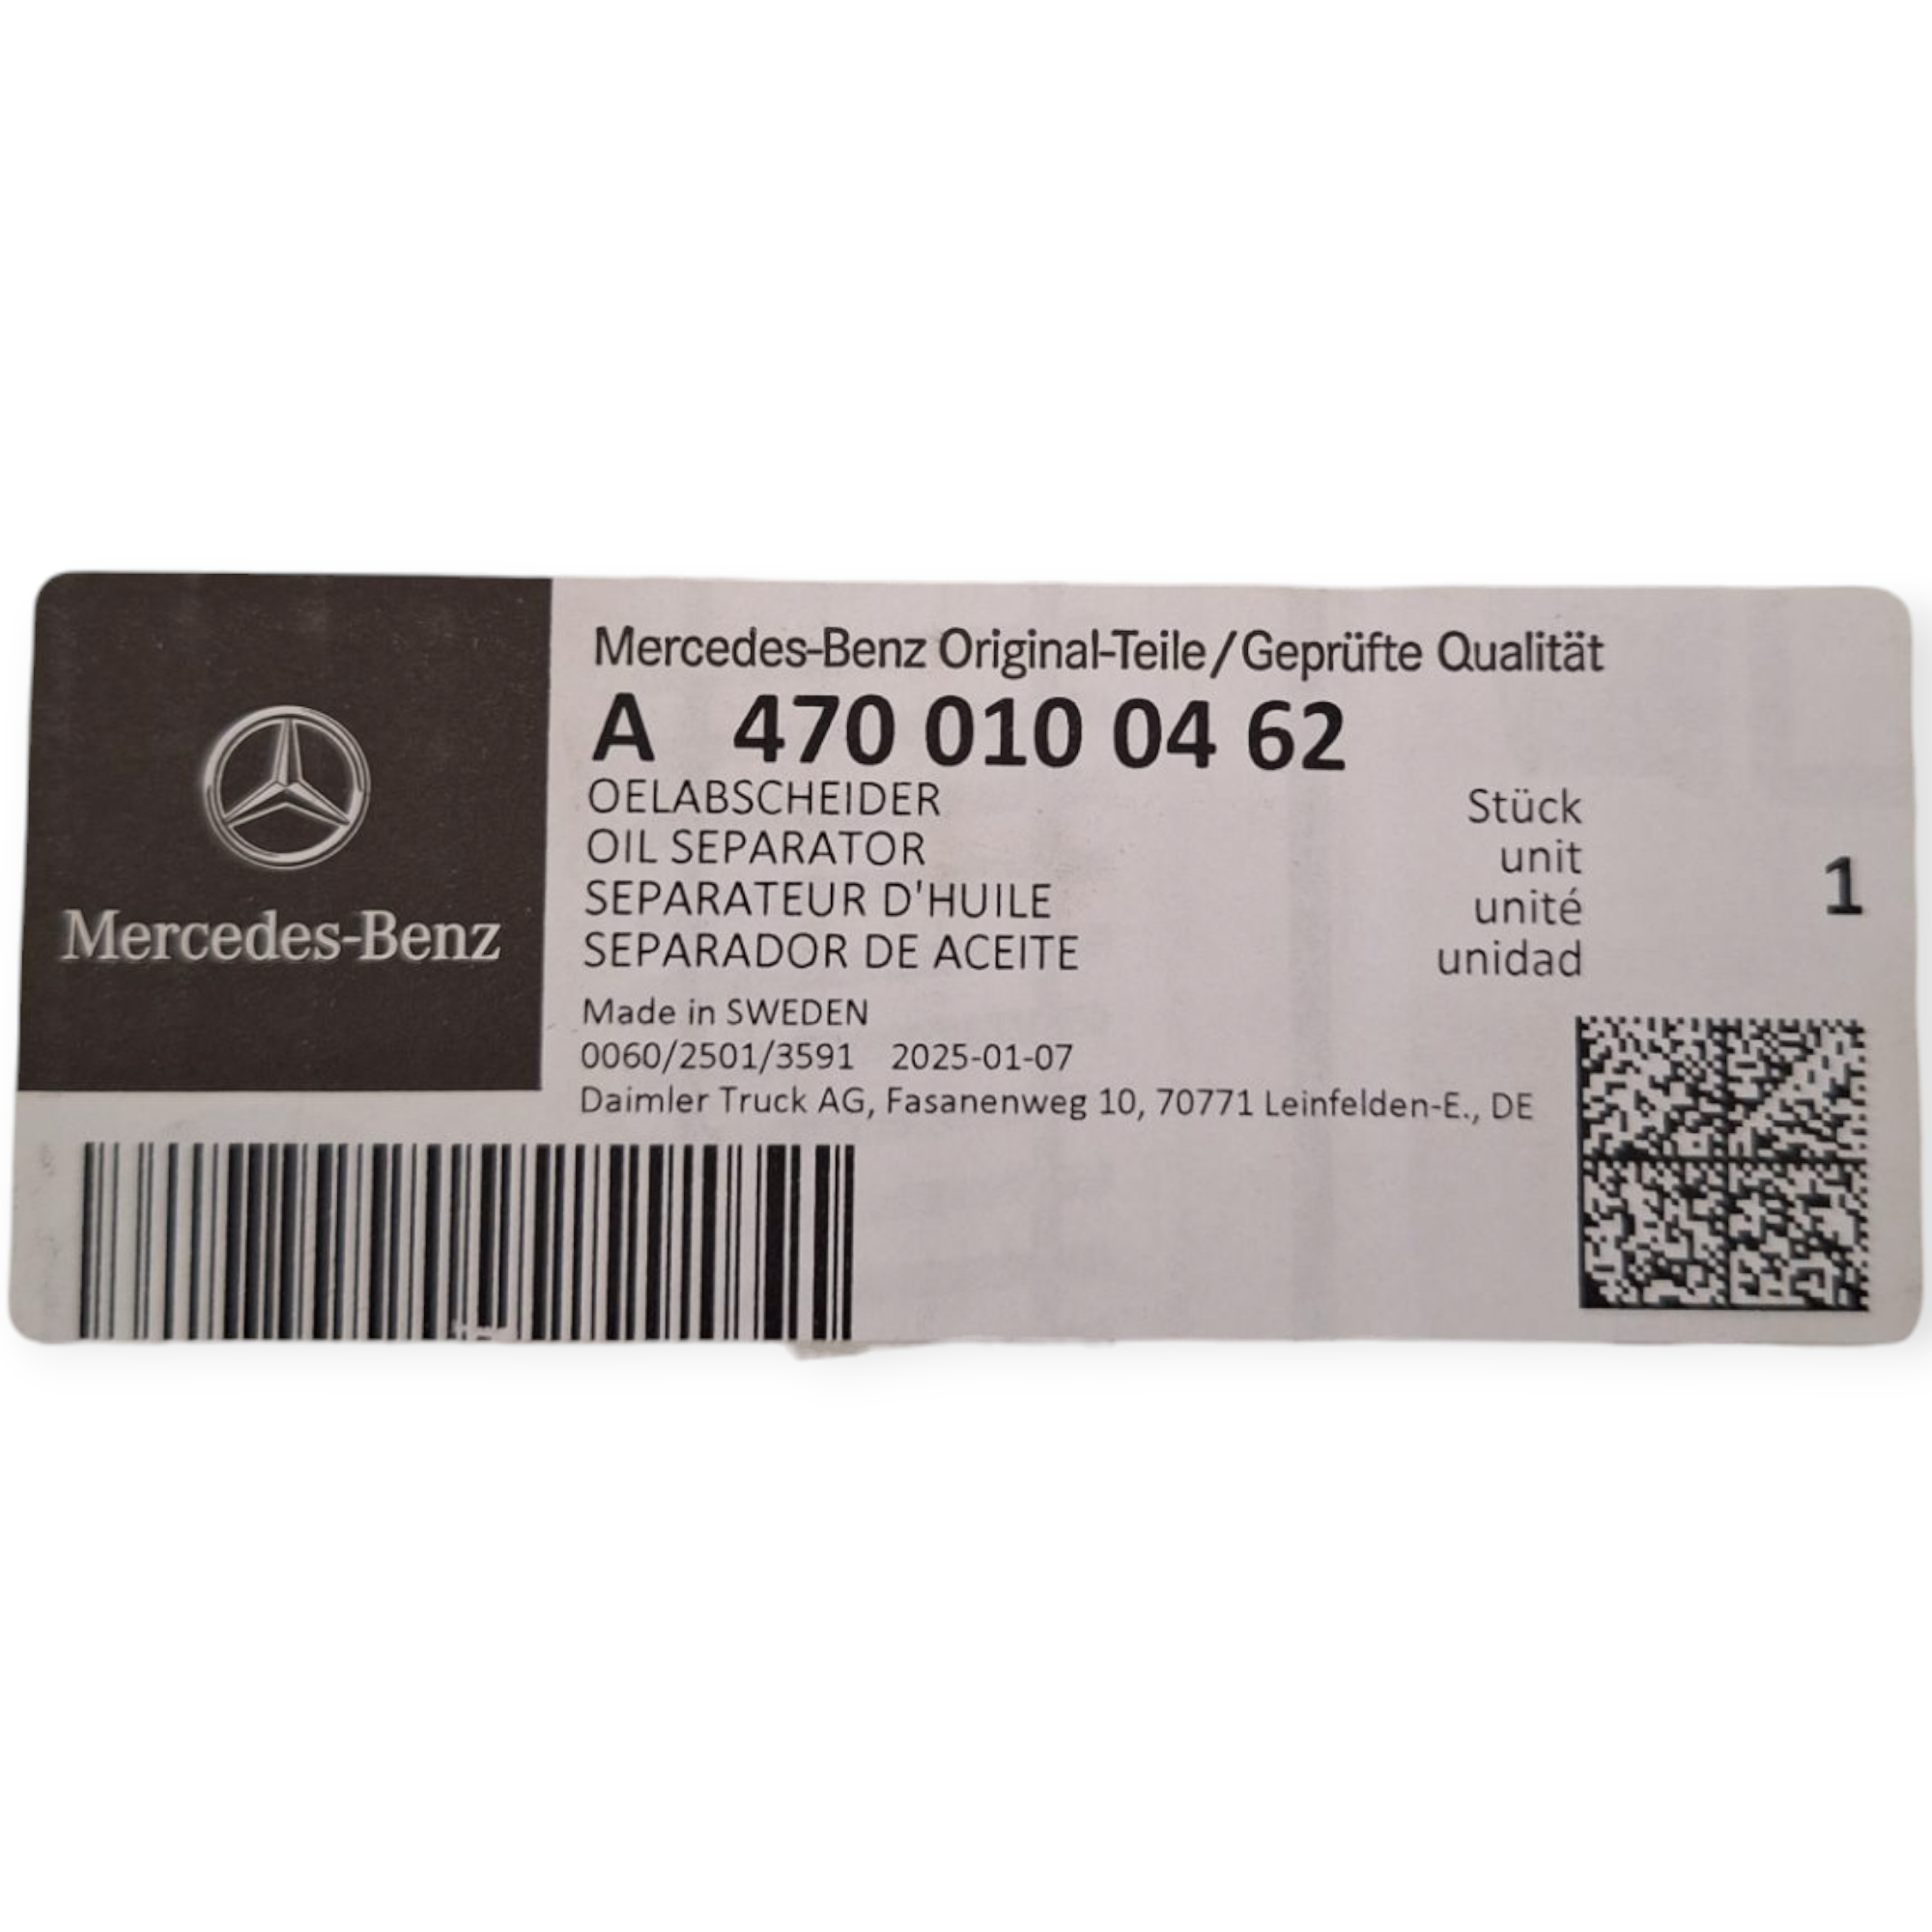 Mercedes-Benz
Mercedes-Benz Original-Teile/Geprüfte Qualität
A 470 010 04 62
OELABSCHEIDER
OIL SEPARATOR
SEPARATEUR D'HUILE
SEPARADOR DE ACEITE
Stück
unit
unité
unidad
1
Made in SWEDEN
0060/2501/3591 2025-01-07
Daimler Truck AG, Fasanenweg 10, 70771 Leinfelden-E., DE